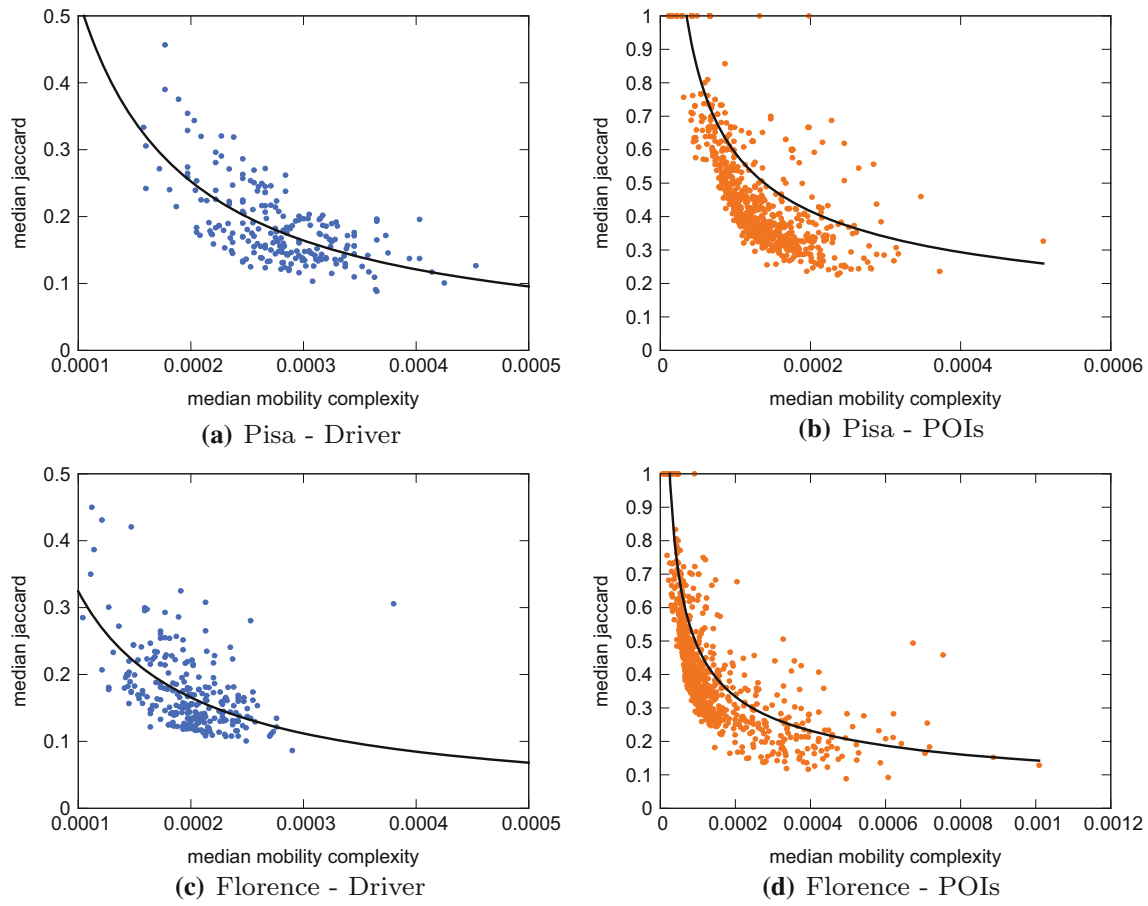 0.5
0.4
0.3
0.2
0.1
0
median jaccard
0.0001 0.0002 0.0003 0.0004 0.0005
median mobility complexity
(a) Pisa - Driver
1
0.9
0.8
0.7
0.6
0.5
0.4
0.3
0.2
0.1
0
median jaccard
0 0.0002 0.0004 0.0006
median mobility complexity
(b) Pisa - POIs
0.5
0.4
0.3
0.2
0.1
0
median jaccard
0.0001 0.0002 0.0003 0.0004 0.0005
median mobility complexity
(c) Florence - Driver
1
0.9
0.8
0.7
0.6
0.5
0.4
0.3
0.2
0.1
0
median jaccard
0 0.0002 0.0004 0.0006 0.0008 0.001 0.0012
median mobility complexity
(d) Florence - POIs